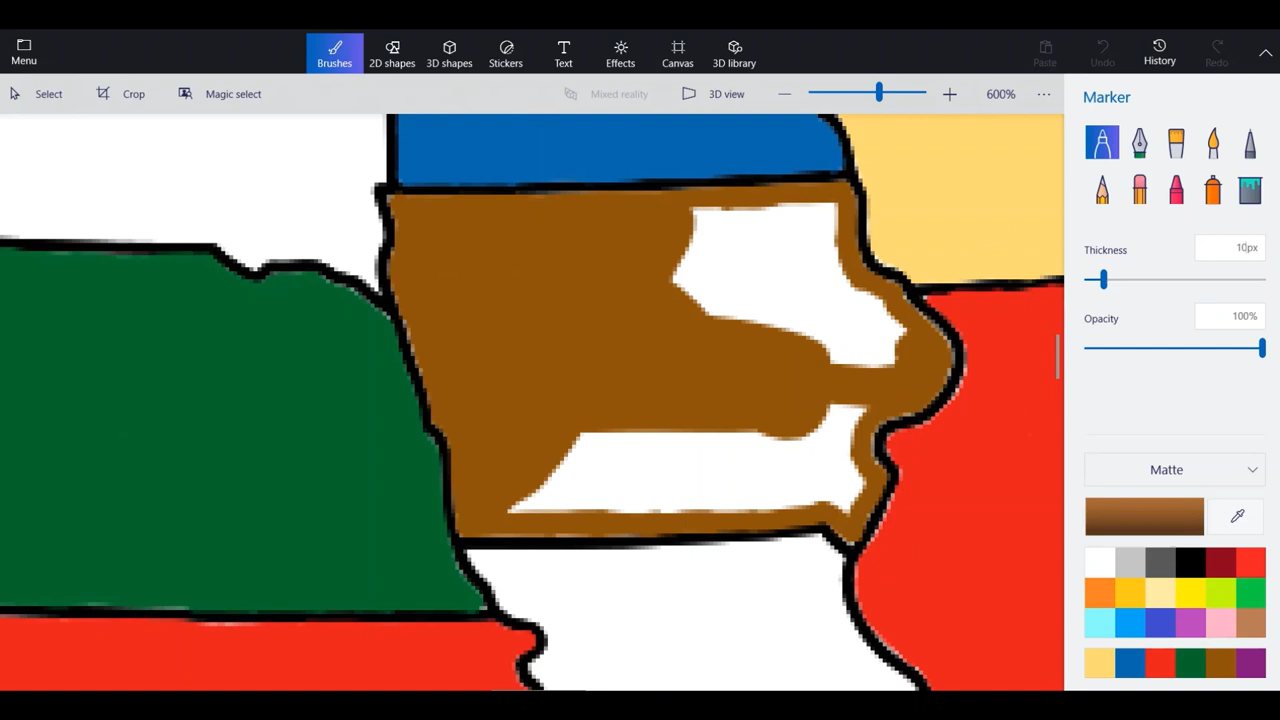 Menu
Brushes 2D shapes 3D shapes Stickers Text Effects Canvas 3D library Paste Undo History Redo
Select Crop Magic select Mixed reality 3D view 600%
Marker
Thickness 10px
Opacity 100%
Matte